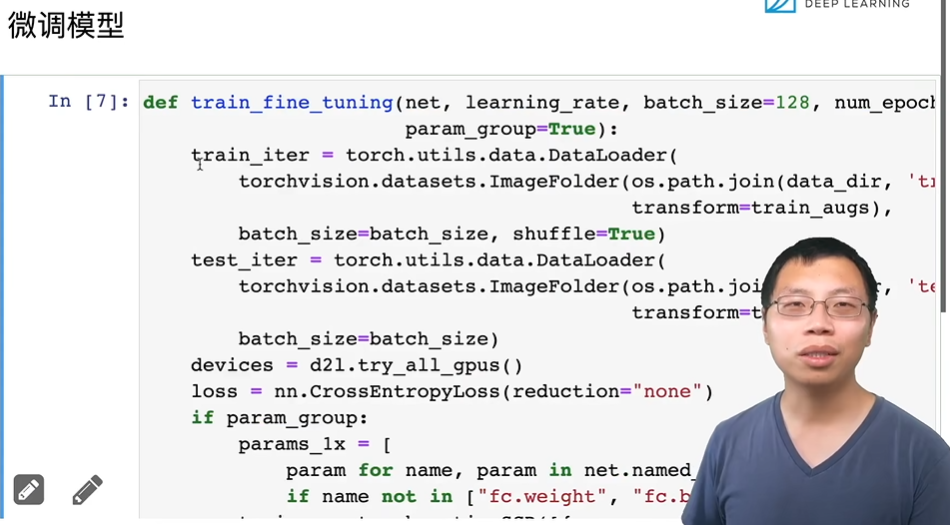 DEEP LEARNING
微调模型
In [7]: def train_fine_tuning(net, learning_rate, batch_size=128, num_epoch
param_group=True):
train_iter = torch.utils.data.DataLoader(
torchvision.datasets.ImageFolder(os.path.join(data_dir, 'tr
transform=train_augs),
batch_size=batch_size, shuffle=True)
test_iter = torch.utils.data.DataLoader(
torchvision.datasets.ImageFolder(os.path.joi r, 'te
transform=t
batch_size=batch_size)
devices = d2l.try_all_gpus()
loss = nn.CrossEntropyLoss(reduction="none")
if param_group:
params_1x = [
param for name, param in net.named_
if name not in ["fc.weight", "fc.b